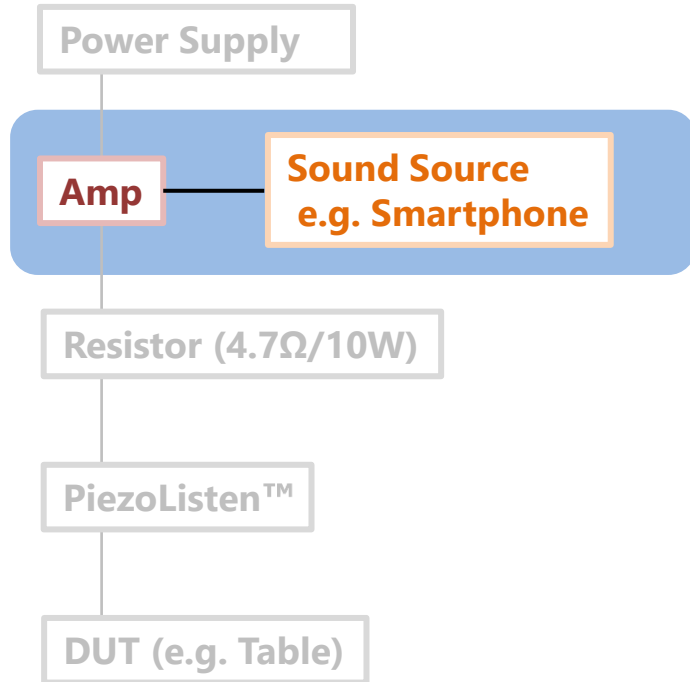 Power Supply
Amp
Sound Source
e.g. Smartphone
Resistor (4.7Ω/10W)
PiezoListen™
DUT (e.g. Table)